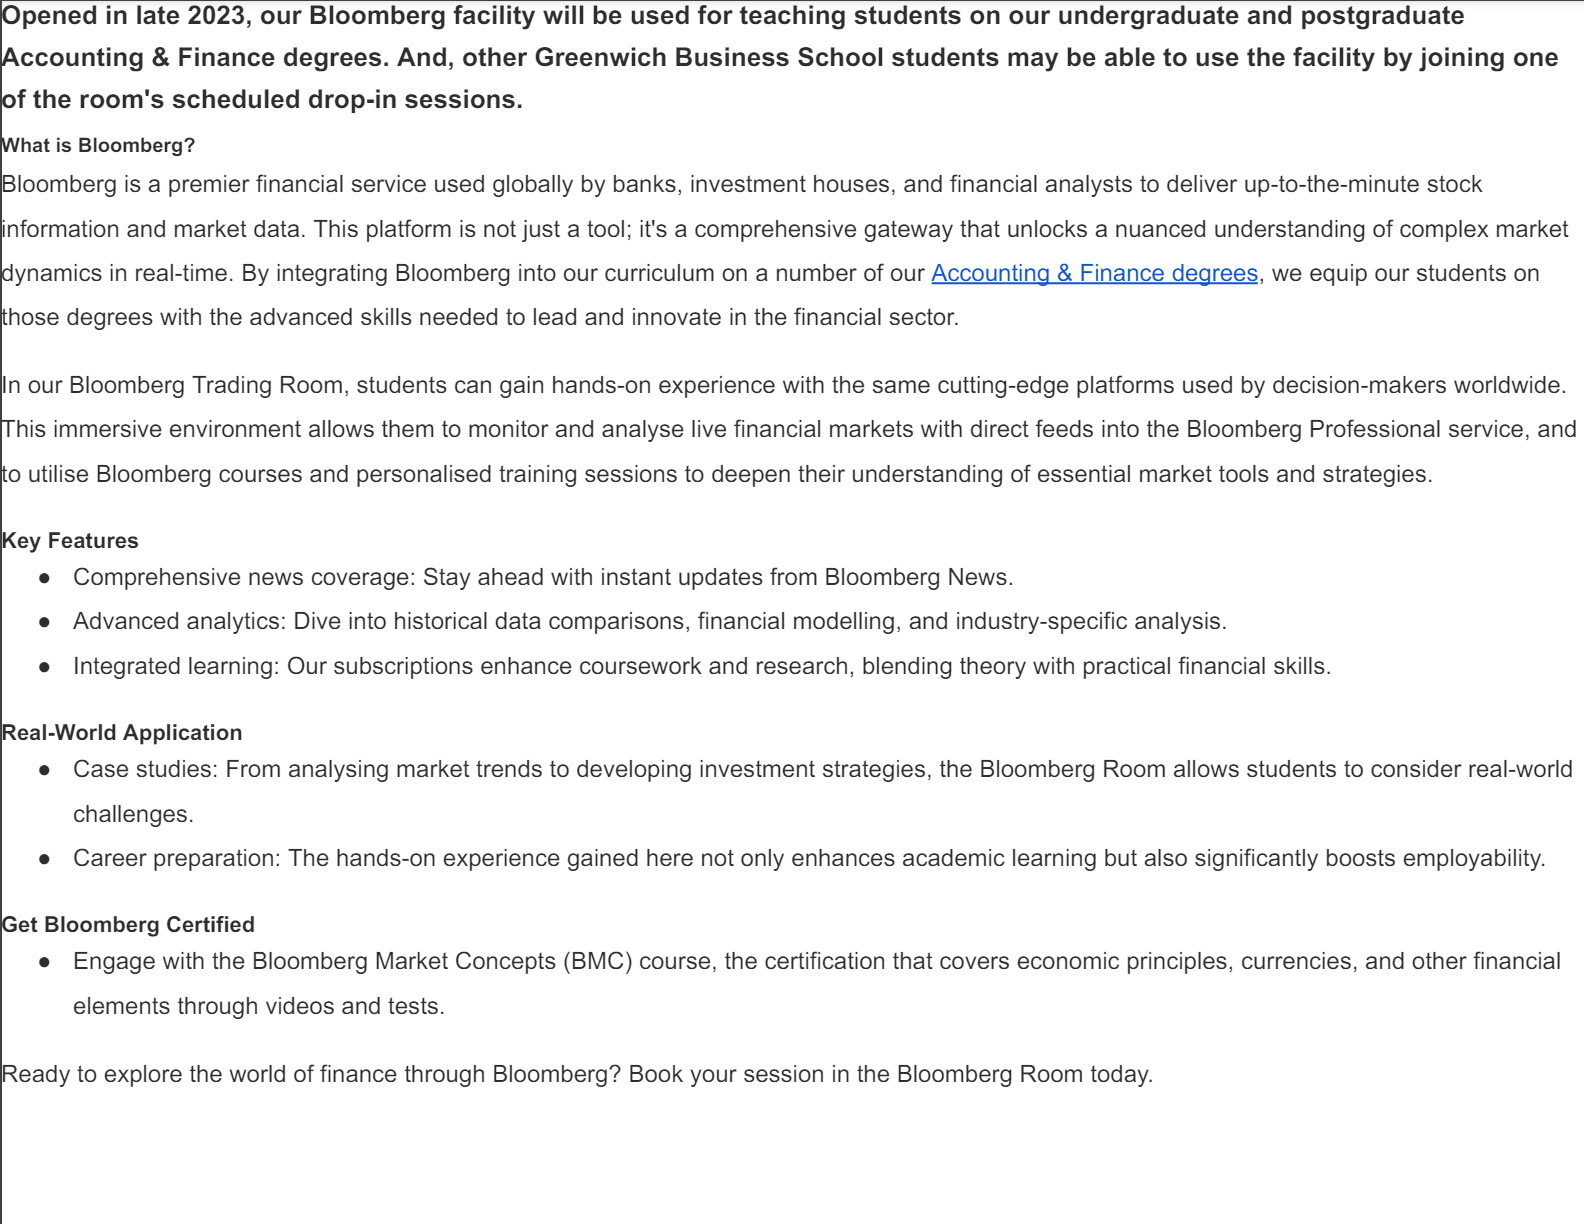 Opened in late 2023, our Bloomberg facility will be used for teaching students on our undergraduate and postgraduate
Accounting & Finance degrees. And, other Greenwich Business School students may be able to use the facility by joining one
of the room's scheduled drop-in sessions.
What is Bloomberg?
Bloomberg is a premier financial service used globally by banks, investment houses, and financial analysts to deliver up-to-the-minute stock
information and market data. This platform is not just a tool; it's a comprehensive gateway that unlocks a nuanced understanding of complex market
dynamics in real-time. By integrating Bloomberg into our curriculum on a number of our Accounting & Finance degrees, we equip our students on
those degrees with the advanced skills needed to lead and innovate in the financial sector.
In our Bloomberg Trading Room, students can gain hands-on experience with the same cutting-edge platforms used by decision-makers worldwide.
This immersive environment allows them to monitor and analyse live financial markets with direct feeds into the Bloomberg Professional service, and
to utilise Bloomberg courses and personalised training sessions to deepen their understanding of essential market tools and strategies.
Key Features
● Comprehensive news coverage: Stay ahead with instant updates from Bloomberg News.
● Advanced analytics: Dive into historical data comparisons, financial modelling, and industry-specific analysis.
● Integrated learning: Our subscriptions enhance coursework and research, blending theory with practical financial skills.
Real-World Application
● Case studies: From analysing market trends to developing investment strategies, the Bloomberg Room allows students to consider real-world
challenges.
● Career preparation: The hands-on experience gained here not only enhances academic learning but also significantly boosts employability.
Get Bloomberg Certified
● Engage with the Bloomberg Market Concepts (BMC) course, the certification that covers economic principles, currencies, and other financial
elements through videos and tests.
Ready to explore the world of finance through Bloomberg? Book your session in the Bloomberg Room today.